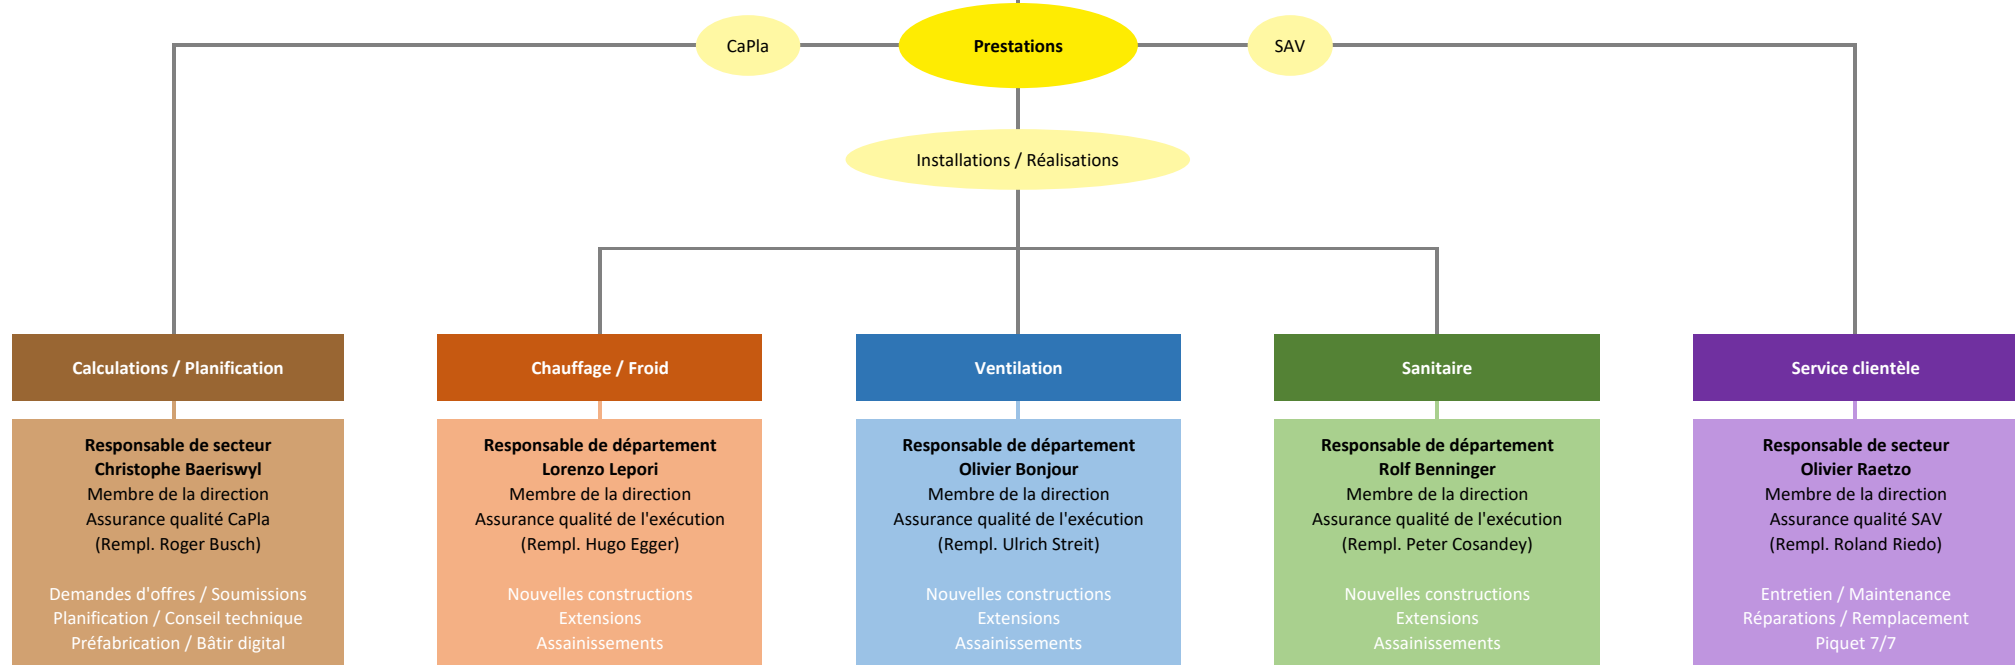 CaPla
Prestations
SAV
Installations / Réalisations
Calculations / Planification
Responsable de secteur
Christophe Baeriswyl
Membre de la direction
Assurance qualité CaPla
(Rempl. Roger Busch)
Demandes d'offres / Soumissions
Planification / Conseil technique
Préfabrication / Bâtir digital
Chauffage / Froid
Responsable de département
Lorenzo Lepori
Membre de la direction
Assurance qualité de l'exécution
(Rempl. Hugo Egger)
Nouvelles constructions
Extensions
Assainissements
Ventilation
Responsable de département
Olivier Bonjour
Membre de la direction
Assurance qualité de l'exécution
(Rempl. Ulrich Streit)
Nouvelles constructions
Extensions
Assainissements
Sanitaire
Responsable de département
Rolf Benninger
Membre de la direction
Assurance qualité de l'exécution
(Rempl. Peter Cosandey)
Nouvelles constructions
Extensions
Assainissements
Service clientèle
Responsable de secteur
Olivier Raetzo
Membre de la direction
Assurance qualité SAV
(Rempl. Roland Riedo)
Entretien / Maintenance
Réparations / Remplacement
Piquet 7/7